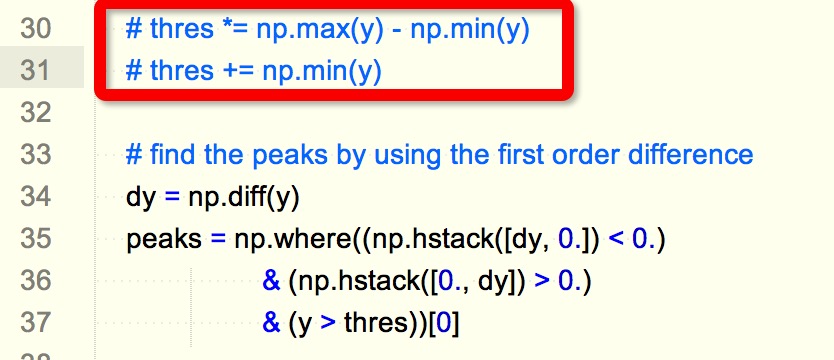 30 # thres *= np.max(y) - np.min(y)
31 # thres += np.min(y)
32
33 # find the peaks by using the first order difference
34 dy = np.diff(y)
35 peaks = np.where((np.hstack([dy, 0.]) < 0.)
36 & (np.hstack([0., dy]) > 0.)
37 & (y > thres))[0]